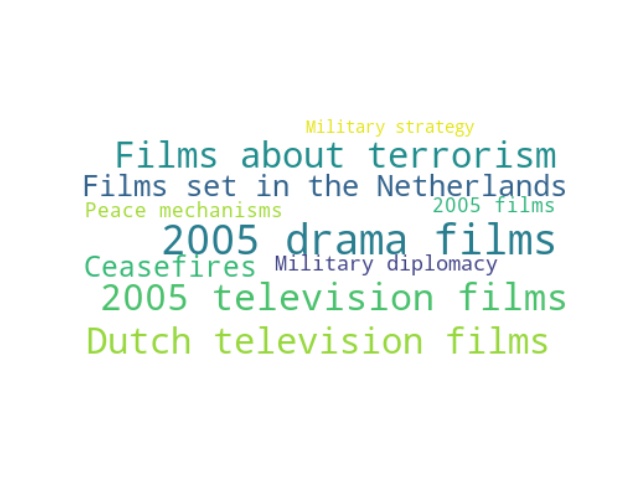 Military strategy
Films about terrorism
Films set in the Netherlands
Peace mechanisms
2005 films
2005 drama films
Ceasefires
Military diplomacy
2005 television films
Dutch television films